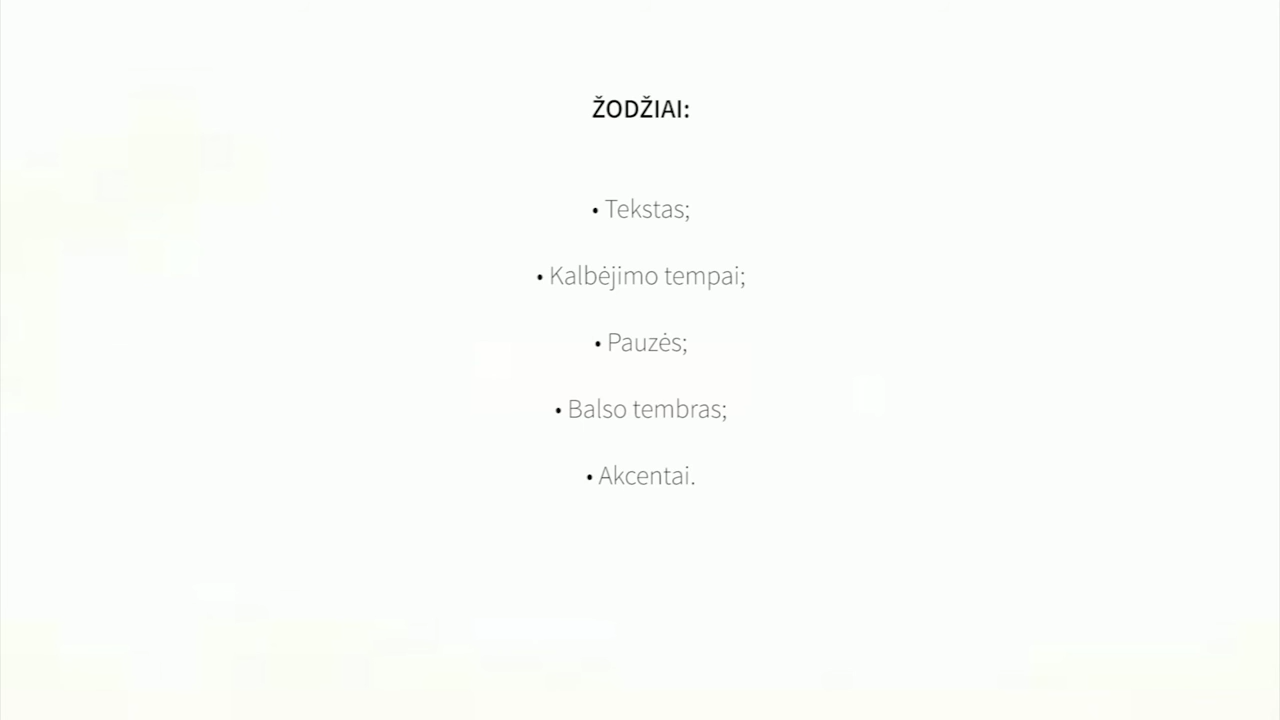 ŽODŽIAI:
• Tekstas;
• Kalbėjimo tempai;
• Pauzės;
• Balso tembras;
• Akcentai.